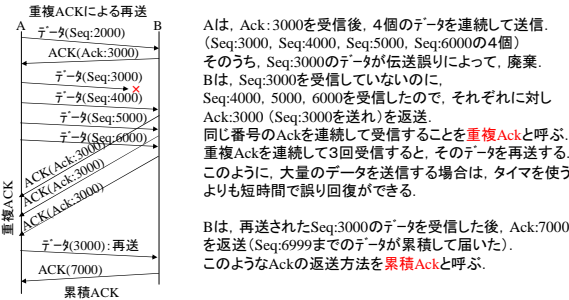 重複ACKによる再送
A
B
データ(Seq:2000)
ACK(Ack:3000)
データ(Seq:3000)
データ(Seq:4000)
データ(Seq:5000)
データ(Seq:6000)
ACK(Ack:3000)
ACK(Ack:3000)
ACK(Ack:3000)
重複ACK
データ(3000):再送
ACK(7000)
累積ACK
Aは，Ack：3000を受信後，４個のデータを連続して送信．
（Seq:3000，Seq:4000，Seq:5000，Seq:6000の４個）
そのうち，Seq:3000のデータが伝送誤りによって，廃棄．
Bは，Seq:3000を受信していないのに，
Seq:4000，5000，6000を受信したので，それぞれに対し
Ack:3000 （Seq:3000を送れ）を返送．
同じ番号のAckを連続して受信することを重複Ackと呼ぶ．
重複Ackを連続して３回受信すると，そのデータを再送する．
このように，大量のデータを送信する場合は，タイマを使う
よりも短時間で誤り回復ができる．
Bは，再送されたSeq:3000のデータを受信した後，Ack:7000
を返送（Seq:6999までのデータが累積して届いた）．
このようなAckの返送方法を累積Ackと呼ぶ．